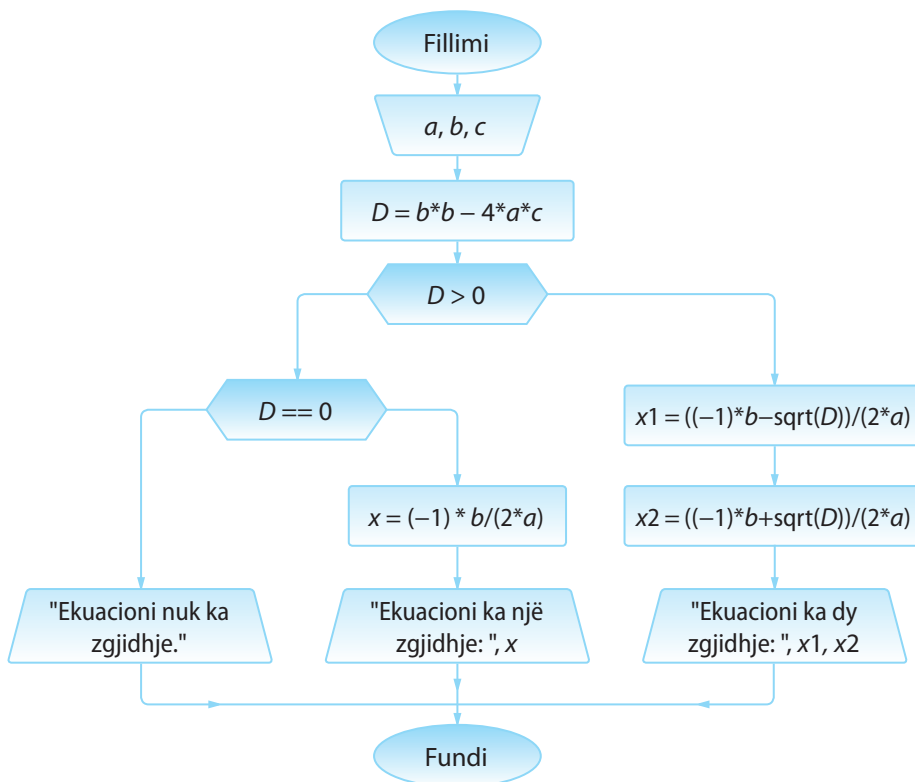 Fillimi
a, b, c
D = b*b − 4*a*c
D > 0
D == 0
x1 = ((−1)*b−sqrt(D))/(2*a)
x = (−1) * b/(2*a)
x2 = ((−1)*b+sqrt(D))/(2*a)
"Ekuacioni nuk ka
zgjidhje."
"Ekuacioni ka një
zgjidhje: ", x
"Ekuacioni ka dy
zgjidhje: ", x1, x2
Fundi